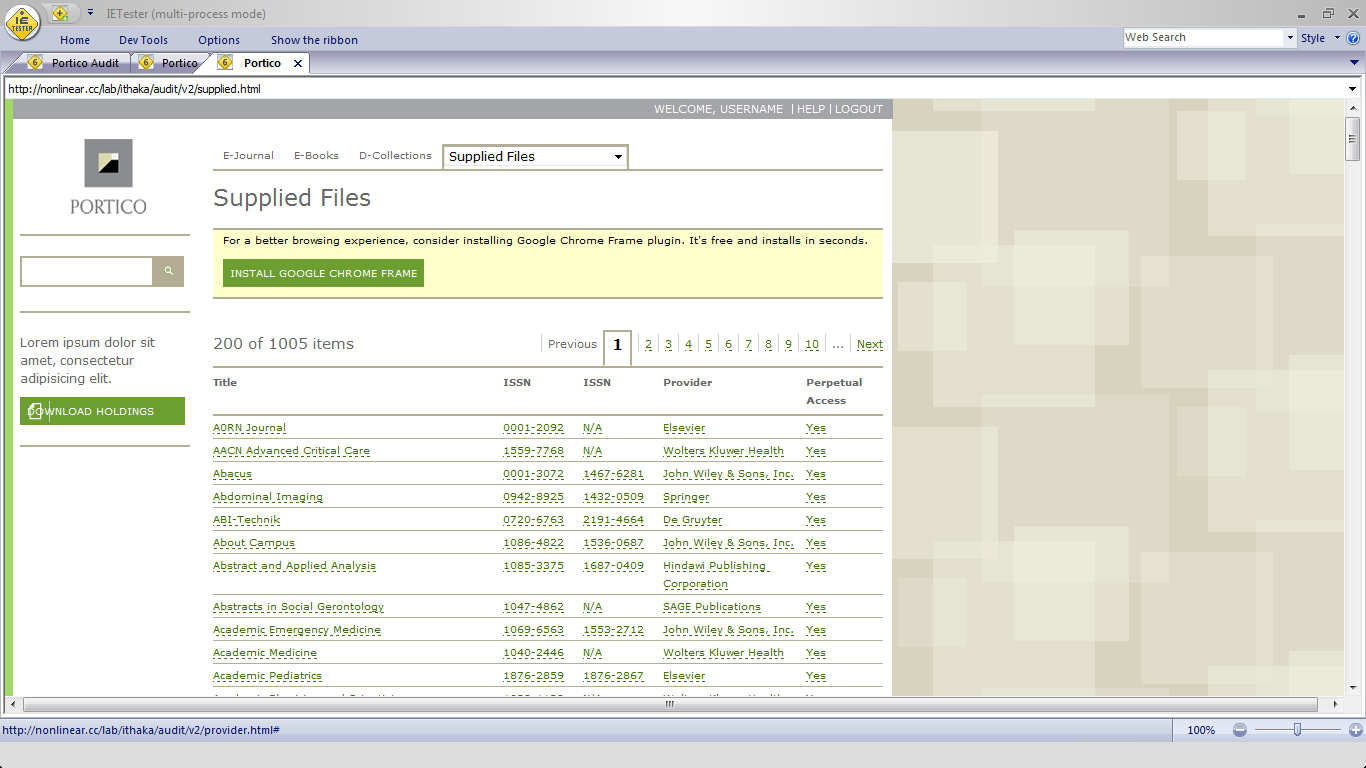 IETester (multi-process mode)
Home Dev Tools Options Show the ribbon Web Search Style
Portico Audit Portico Portico
http://nonlinear.cc/lab/ithaka/audit/v2/supplied.html
WELCOME, USERNAME | HELP | LOGOUT
PORTICO
E-Journal E-Books D-Collections Supplied Files
Supplied Files
For a better browsing experience, consider installing Google Chrome Frame plugin. It's free and installs in seconds.
INSTALL GOOGLE CHROME FRAME
Lorem ipsum dolor sit
amet, consectetur
adipisicing elit.
DOWNLOAD HOLDINGS
200 of 1005 items Previous 1 2 3 4 5 6 7 8 9 10 ... Next
Title ISSN ISSN Provider Perpetual
Access
A0RN Journal 0001-2092 N/A Elsevier Yes
AACN Advanced Critical Care 1559-7768 N/A Wolters Kluwer Health Yes
Abacus 0001-3072 1467-6281 John Wiley & Sons, Inc. Yes
Abdominal Imaging 0942-8925 1432-0509 Springer Yes
ABI-Technik 0720-6763 2191-4664 De Gruyter Yes
About Campus 1086-4822 1536-0687 John Wiley & Sons, Inc. Yes
Abstract and Applied Analysis 1085-3375 1687-0409 Hindawi Publishing Yes
Corporation
Abstracts in Social Gerontology 1047-4862 N/A SAGE Publications Yes
Academic Emergency Medicine 1069-6563 1553-2712 John Wiley & Sons, Inc. Yes
Academic Medicine 1040-2446 N/A Wolters Kluwer Health Yes
Academic Pediatrics 1876-2859 1876-2867 Elsevier Yes
http://nonlinear.cc/lab/ithaka/audit/v2/provider.html# 100%